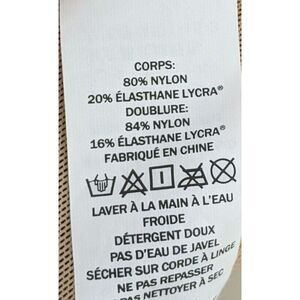 CORPS:
80% NYLON
20% ÉLASTHANE LYCRA®
DOUBLURE:
84% NYLON
16% ÉLASTHANE LYCRA®
FABRIQUÉ EN CHINE
LAVER À LA MAIN À L'EAU
FROIDE
DÉTERGENT DOUX
PAS D'EAU DE JAVEL
SÉCHER SUR CORDE À LINGE
NE PAS REPASSER
PAS NETTOYER À SEC